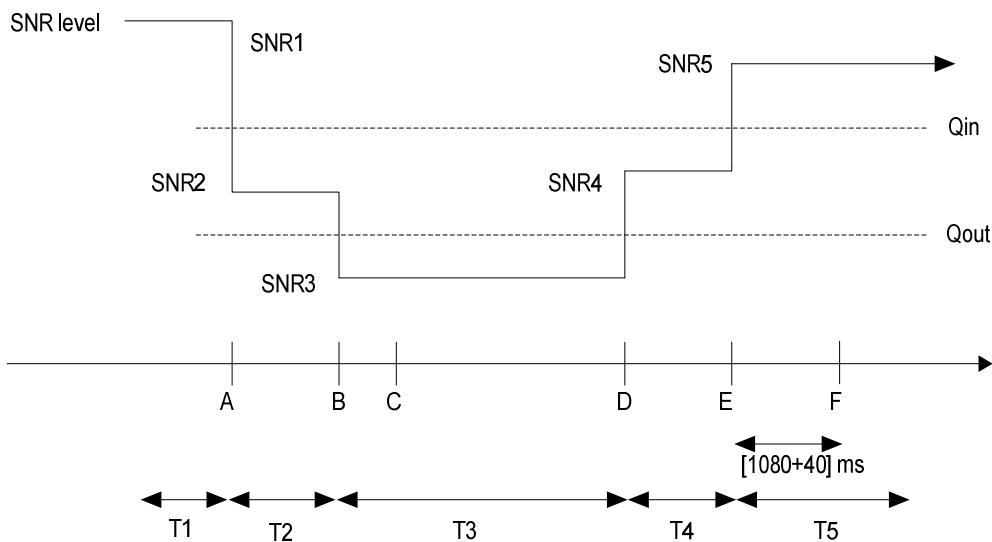 SNR level
SNR1
SNR5
Qin
SNR2
SNR4
Qout
SNR3
A
B
C
D
E
F
[1080+40] ms
T1
T2
T3
T4
T5